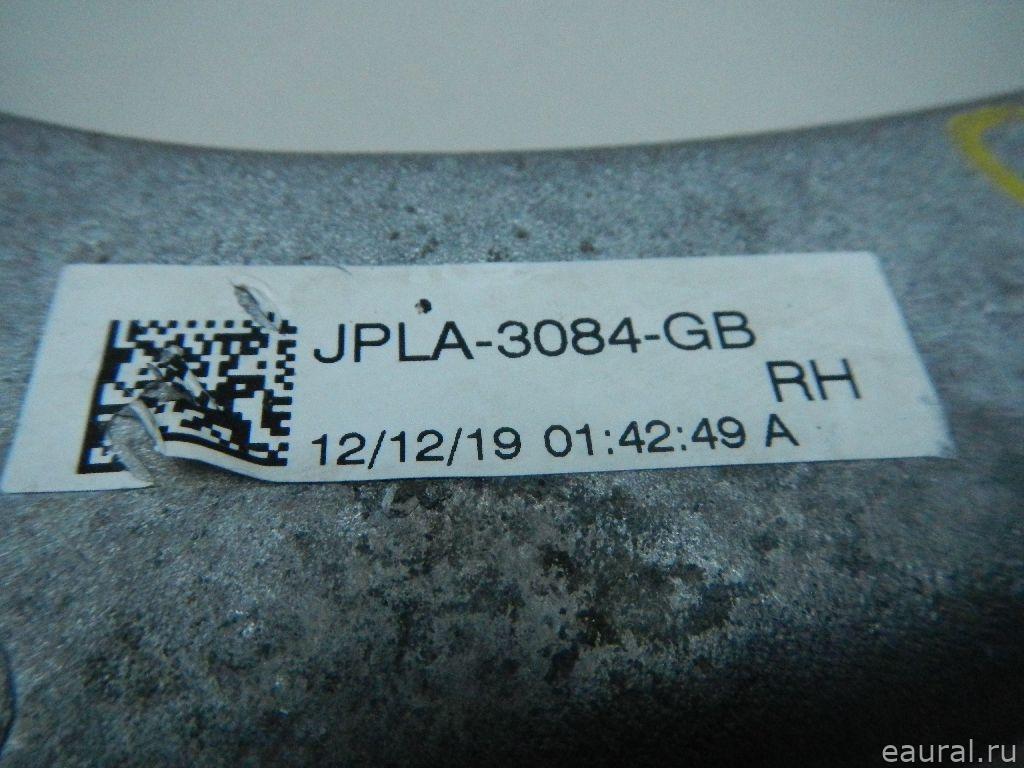 JPLA-3084-GB
RH
12/12/19 01:42:49 A
eaural.ru